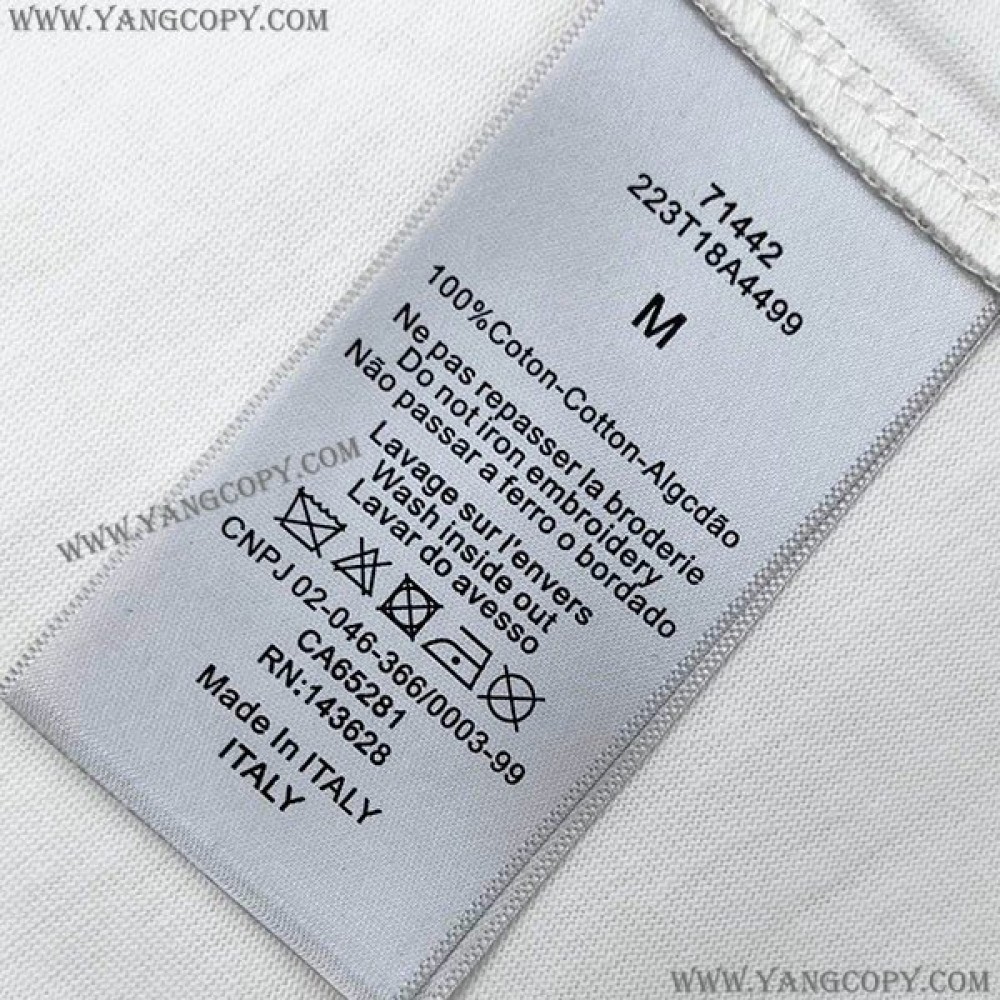 WWW.YANGCOPY.COM
71442
223T18A4499
M
100%Coton-Cotton-Algcdão
Ne pas repasser la broderie
Do not iron embroidery
Não passar a ferro o bordado
Lavage sur l'envers
Wash inside out
Lavar do avesso
WWW.YANGCOPY.COM
CNPJ 02-046-366/0003-99
CA65281
RN:143628
Made In ITALY
ITALY
WWW.YANGCOPY.COM